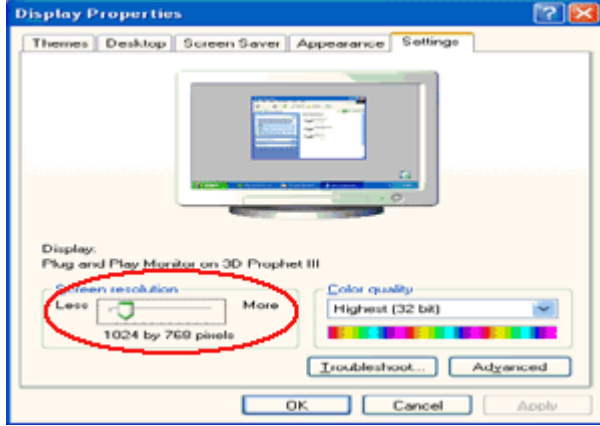 Display Properties
Themes Desktop Screen Saver Appearance Settings
Display:
Plug and Play Monitor on 3D Prophet III
Screen resolution
Less More
1024 by 768 pixels
Color quality
Highest (32 bit)
Troubleshoot... Advanced
OK Cancel Apply